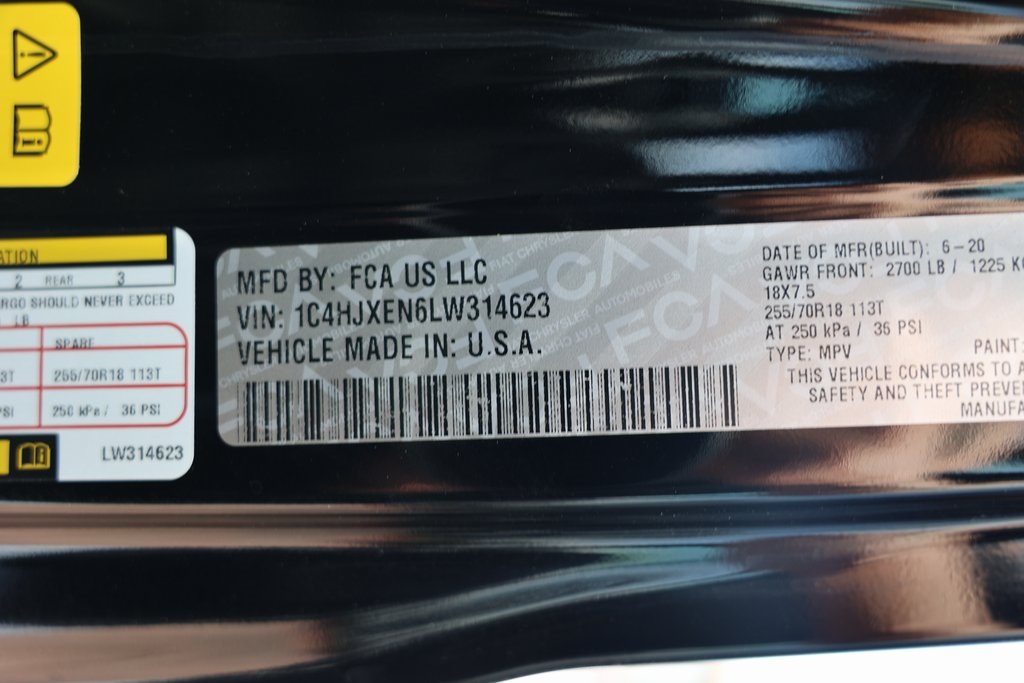 ATION
2 REAR 3
ARGO SHOULD NEVER EXCEED
LB
SPARE
3T 255/70R18 113T
PSI 250 kPa / 36 PSI
LW314623
MFD BY: FCA US LLC
VIN: 1C4HJXEN6LW314623
VEHICLE MADE IN: U.S.A.
DATE OF MFR(BUILT): 6-20
GAWR FRONT: 2700 LB / 1225 KG
18X7.5
255/70R18 113T
AT 250 kPa / 36 PSI
TYPE: MPV PAINT:
THIS VEHICLE CONFORMS TO A
SAFETY AND THEFT PREVE
MANUFA